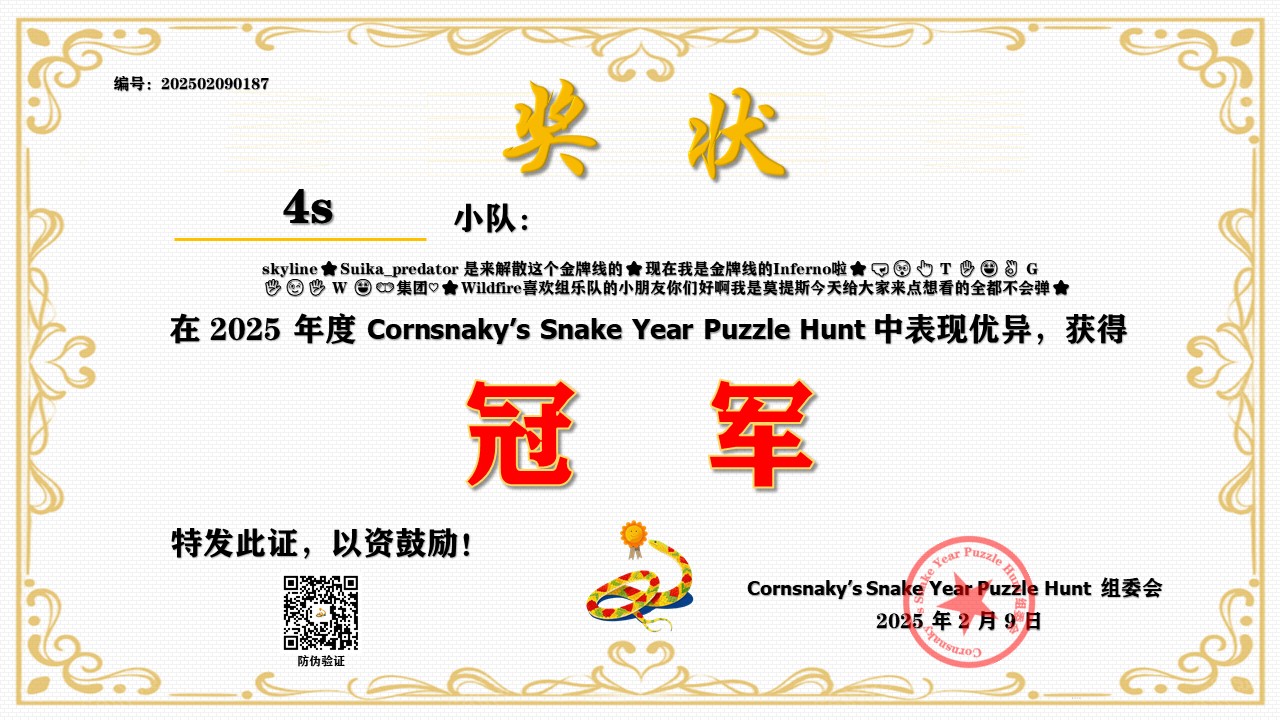 编号：202502090187
奖 状
4s 小队：
skyline★Suika_predator 是来解散这个金牌线的★现在我是金牌线的Inferno啦★ T G
W 集团♡★Wildfire喜欢组乐队的小朋友你们好啊我是莫提斯今天给大家来点想看的全都不会弹★
在 2025 年度 Cornsnaky’s Snake Year Puzzle Hunt 中表现优异，获得
冠 军
特发此证，以资鼓励！
防伪验证
Cornsnaky’s Snake Year Puzzle Hunt 组委会
2025 年 2 月 9 日
Cornsnaky’s Snake Year Puzzle Hunt 组委会